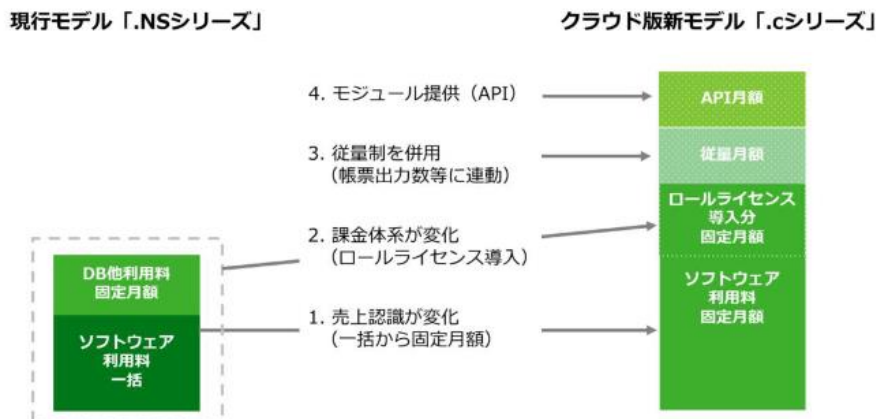 現行モデル「.NSシリーズ」
クラウド版新モデル「.cシリーズ」
4. モジュール提供（API）
3. 従量制を併用
（帳票出力数等に連動）
2. 課金体系が変化
（ロールライセンス導入）
1. 売上認識が変化
（一括から固定月額）
DB他利用料
固定月額
ソフトウェア
利用料
一括
API月額
従量月額
ロールライセンス
導入分
固定月額
ソフトウェア
利用料
固定月額